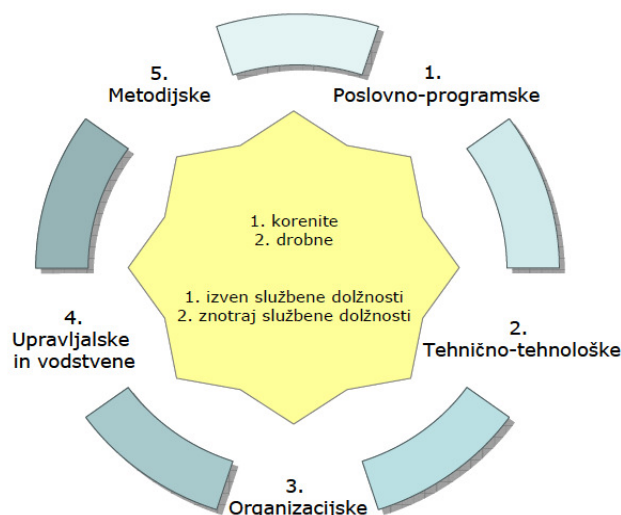 5.
Metodijske
1.
Poslovno-programske
1. korenite
2. drobne
1. izven službene dolžnosti
2. znotraj službene dolžnosti
4.
Upravljalske
in vodstvene
2.
Tehnično-tehnološke
3.
Organizacijske